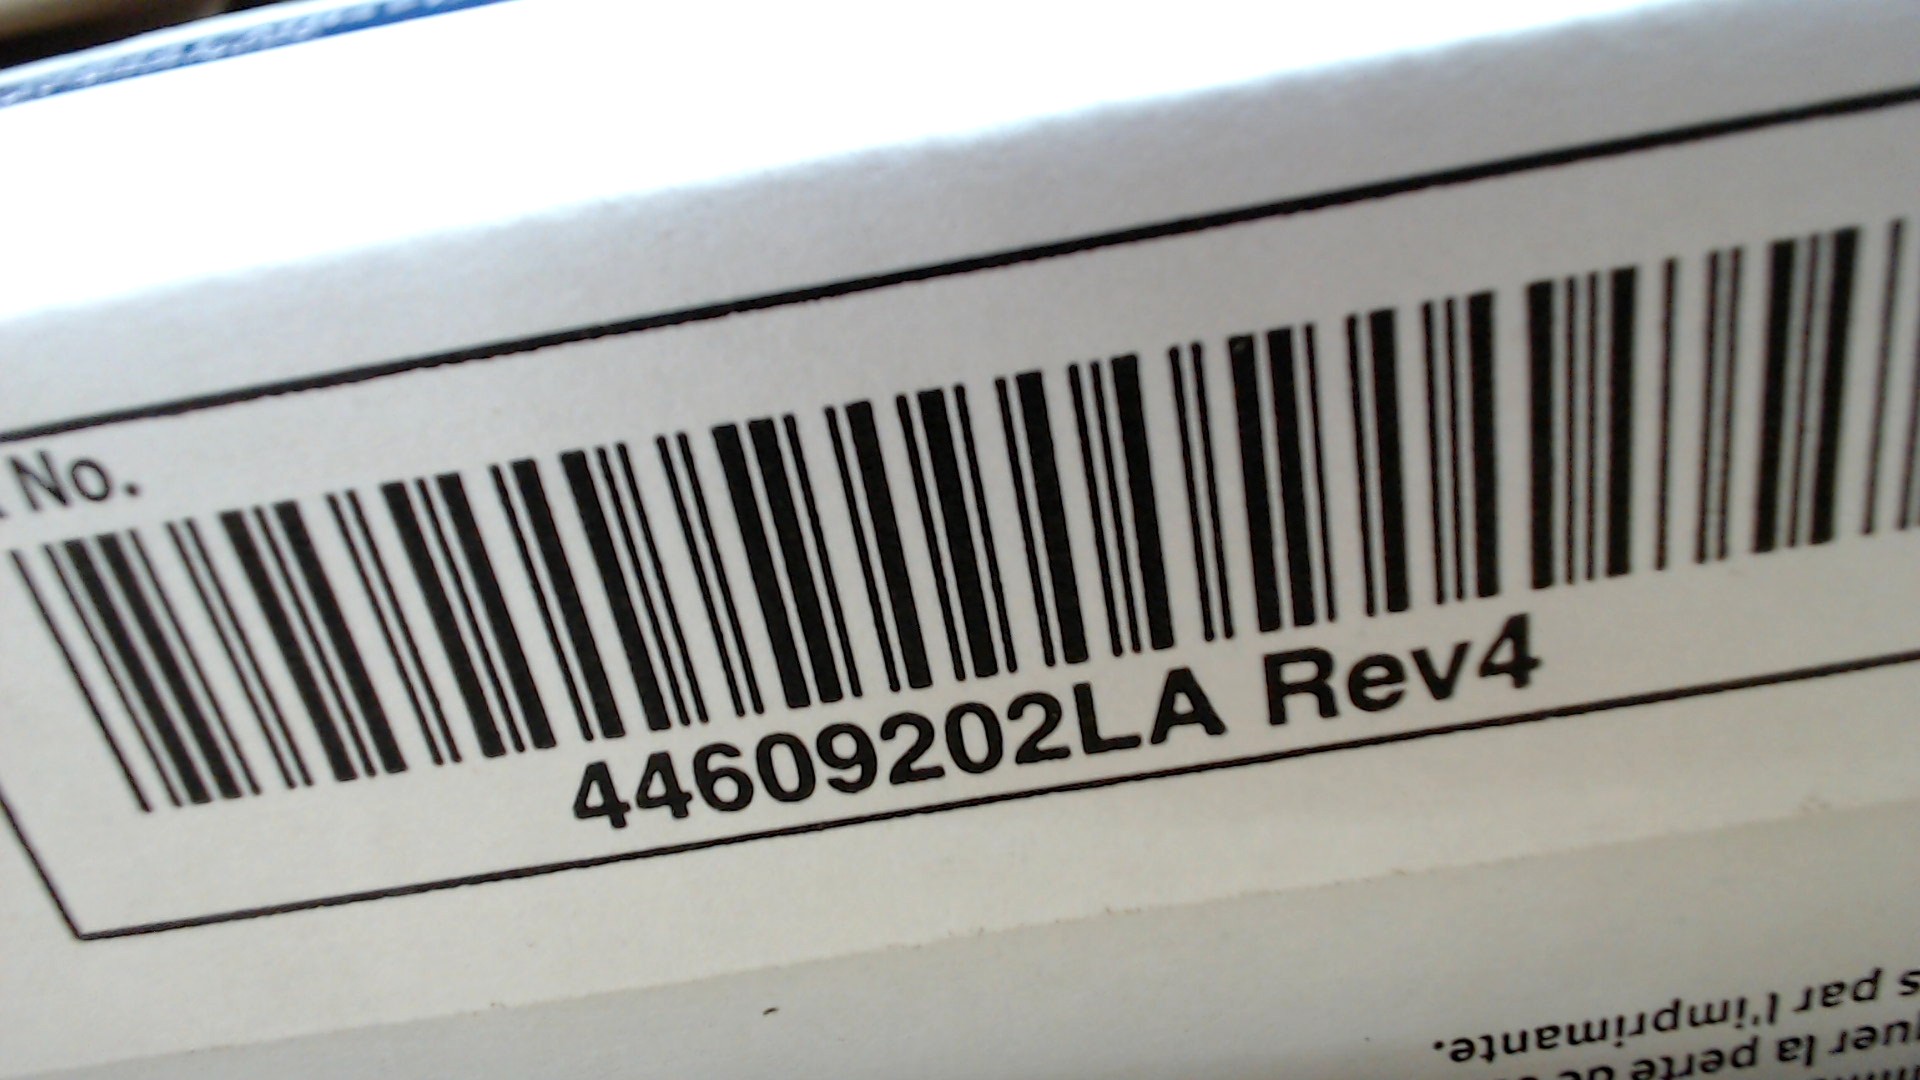 No.
44609202LA Rev4
s par l'imprimante.
uer la perte de